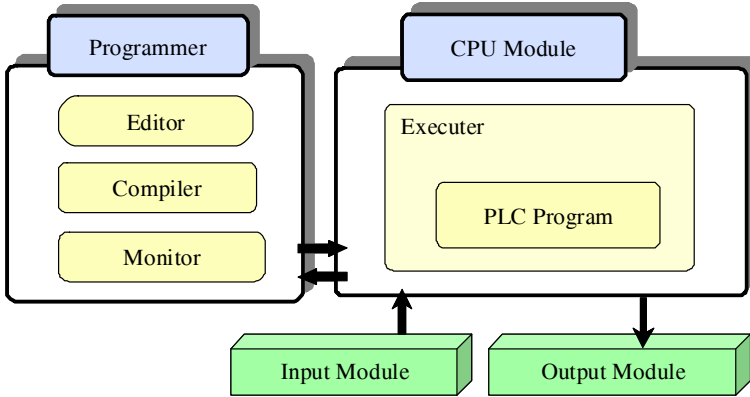 Programmer
Editor
Compiler
Monitor
CPU Module
Executer
PLC Program
Input Module
Output Module